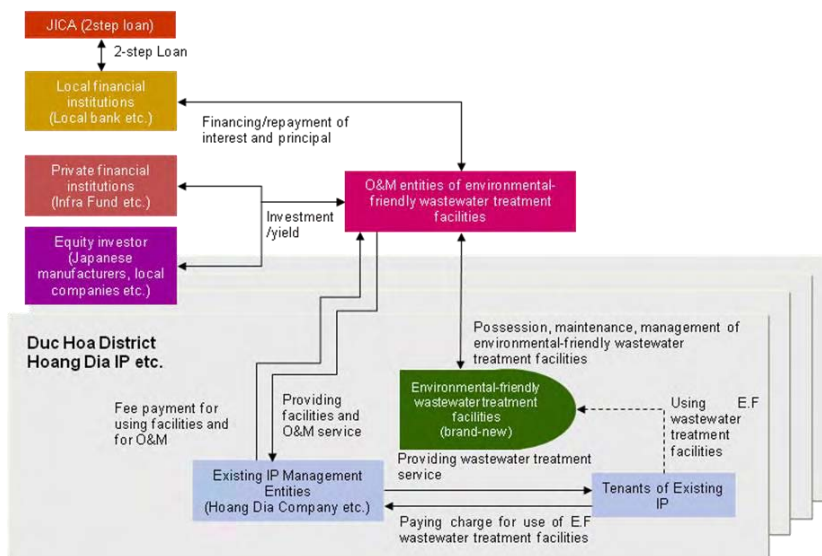 JICA (2step loan)
2-step Loan
Local financial
institutions
(Local bank etc.)
Financing/repayment of
interest and principal
Private financial
institutions
(Infra Fund etc.)
O&M entities of environmental-
friendly wastewater treatment
facilities
Investment
/yield
Equity investor
(Japanese
manufacturers, local
companies etc.)
Duc Hoa District
Hoang Dia IP etc.
Possession, maintenance, management of
environmental-friendly wastewater
treatment facilities
Fee payment for
using facilities and
for O&M
Providing
facilities and
O&M service
Environmental-friendly
wastewater treatment
facilities
(brand-new)
Using E.F
wastewater
treatment
facilities
Providing wastewater treatment
service
Existing IP Management
Entities
(Hoang Dia Company etc.)
Tenants of Existing
IP
Paying charge for use of E.F
wastewater treatment facilities